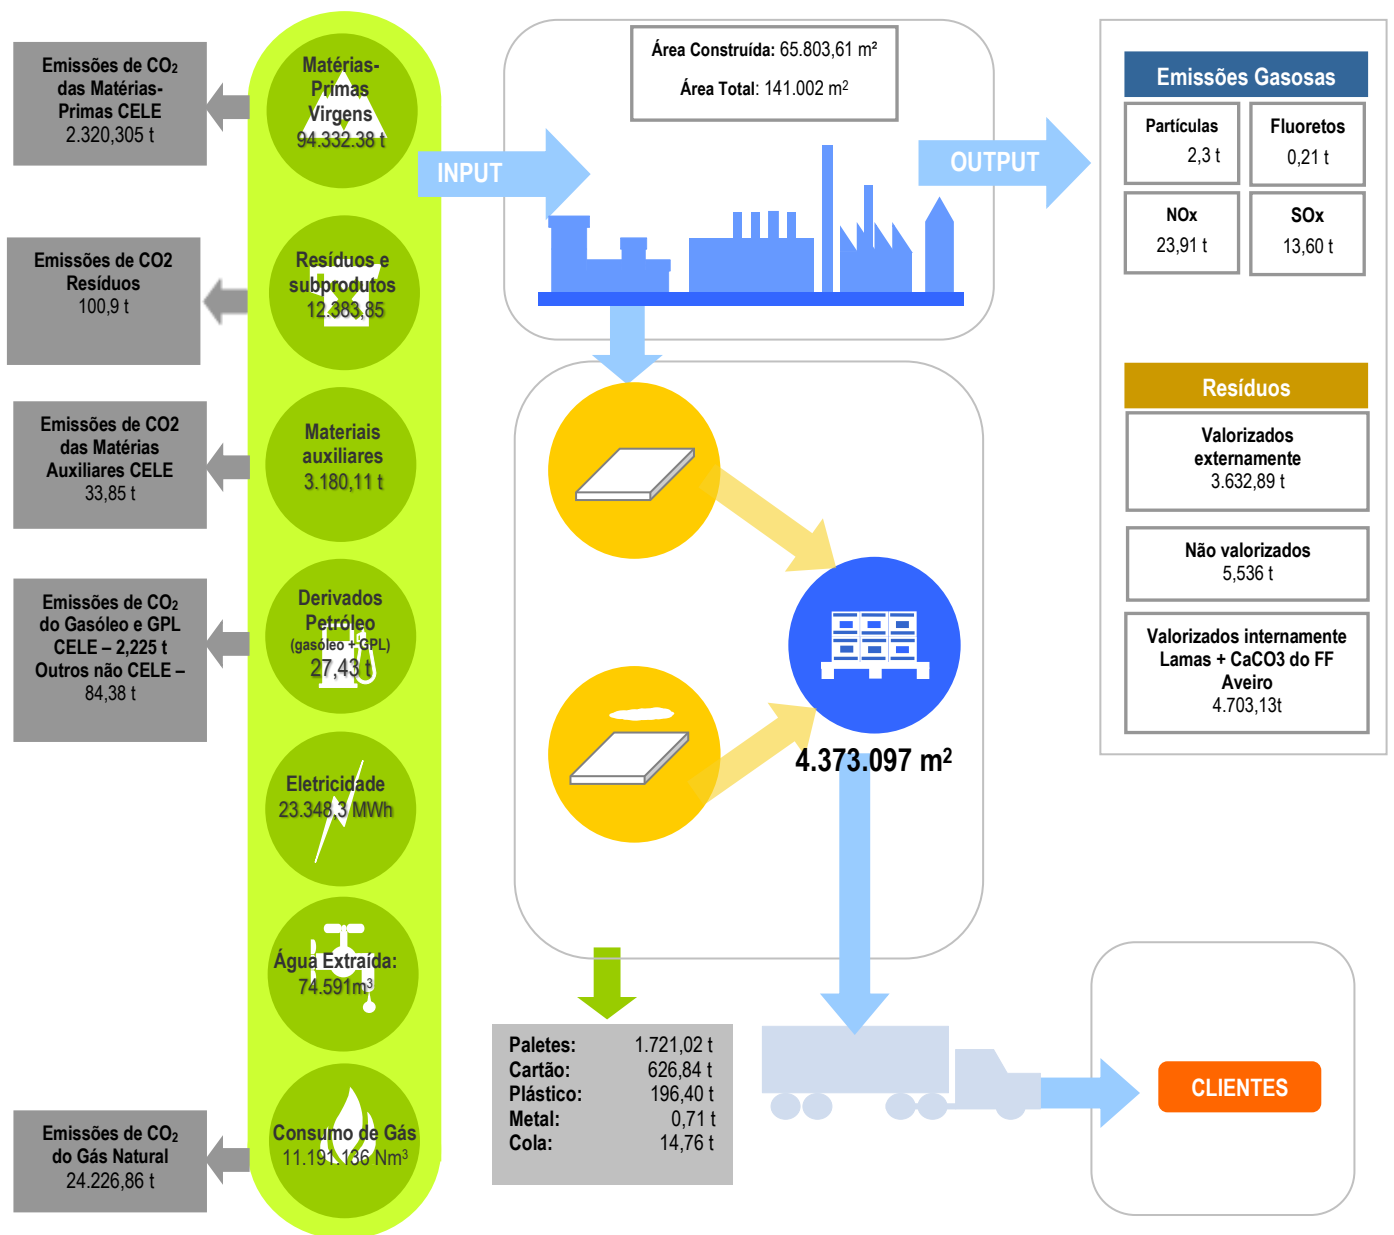 Emissões de CO₂
das Matérias-
Primas CELE
2.320,305 t
Emissões de CO2
Resíduos
100,9 t
Emissões de CO2
das Matérias
Auxiliares CELE
33,85 t
Emissões de CO₂
do Gasóleo e GPL
CELE – 2,225 t
Outros não CELE –
84,38 t
Emissões de CO₂
do Gás Natural
24.226,86 t
Matérias-
Primas
Virgens
94.332.38 t
Resíduos e
subprodutos
12.383,85
Materiais
auxiliares
3.180,11 t
Derivados
Petróleo
(gasóleo + GPL)
27,43 t
Eletricidade
23.348,3 MWh
Água Extraída:
74.591m³
Consumo de Gás
11.191.136 Nm³
INPUT
Área Construída: 65.803,61 m²
Área Total: 141.002 m²
OUTPUT
4.373.097 m²
Paletes: 1.721,02 t
Cartão: 626,84 t
Plástico: 196,40 t
Metal: 0,71 t
Cola: 14,76 t
Emissões Gasosas
Partículas
2,3 t
Fluoretos
0,21 t
NOx
23,91 t
SOx
13,60 t
Resíduos
Valorizados
externamente
3.632,89 t
Não valorizados
5,536 t
Valorizados internamente
Lamas + CaCO3 do FF
Aveiro
4.703,13t
CLIENTES